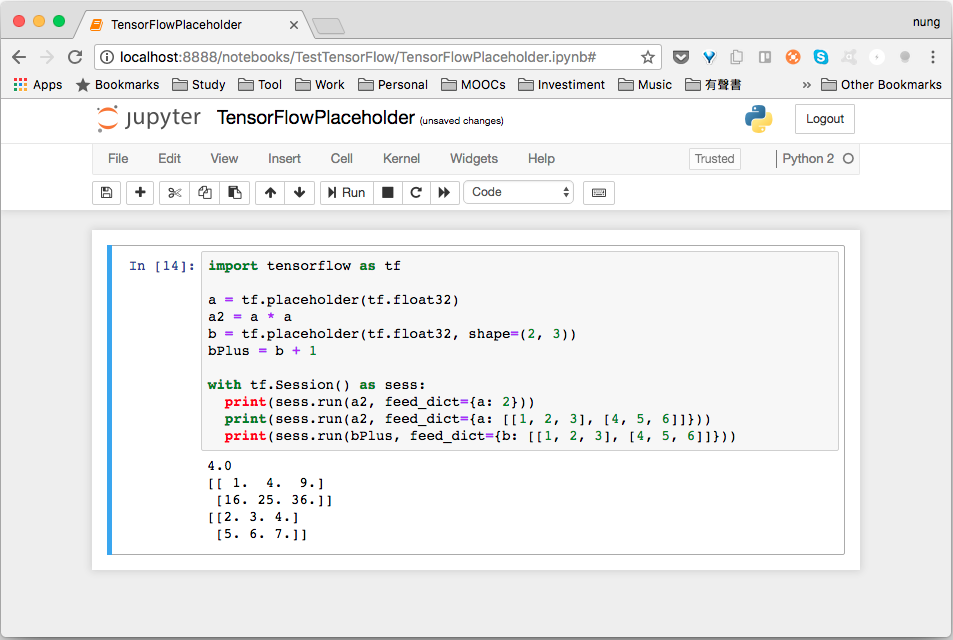 TensorFlowPlaceholder
nung
localhost:8888/notebooks/TestTensorFlow/TensorFlowPlaceholder.ipynb#
Apps Bookmarks Study Tool Work Personal MOOCs Investiment Music 有聲書 » Other Bookmarks
jupyter TensorFlowPlaceholder (unsaved changes) Logout
File Edit View Insert Cell Kernel Widgets Help Trusted Python 2
Run Code
In [14]: import tensorflow as tf
a = tf.placeholder(tf.float32)
a2 = a * a
b = tf.placeholder(tf.float32, shape=(2, 3))
bPlus = b + 1
with tf.Session() as sess:
  print(sess.run(a2, feed_dict={a: 2}))
  print(sess.run(a2, feed_dict={a: [[1, 2, 3], [4, 5, 6]]}))
  print(sess.run(bPlus, feed_dict={b: [[1, 2, 3], [4, 5, 6]]}))
4.0
[[ 1.  4.  9.]
 [16. 25. 36.]]
[[2. 3. 4.]
 [5. 6. 7.]]